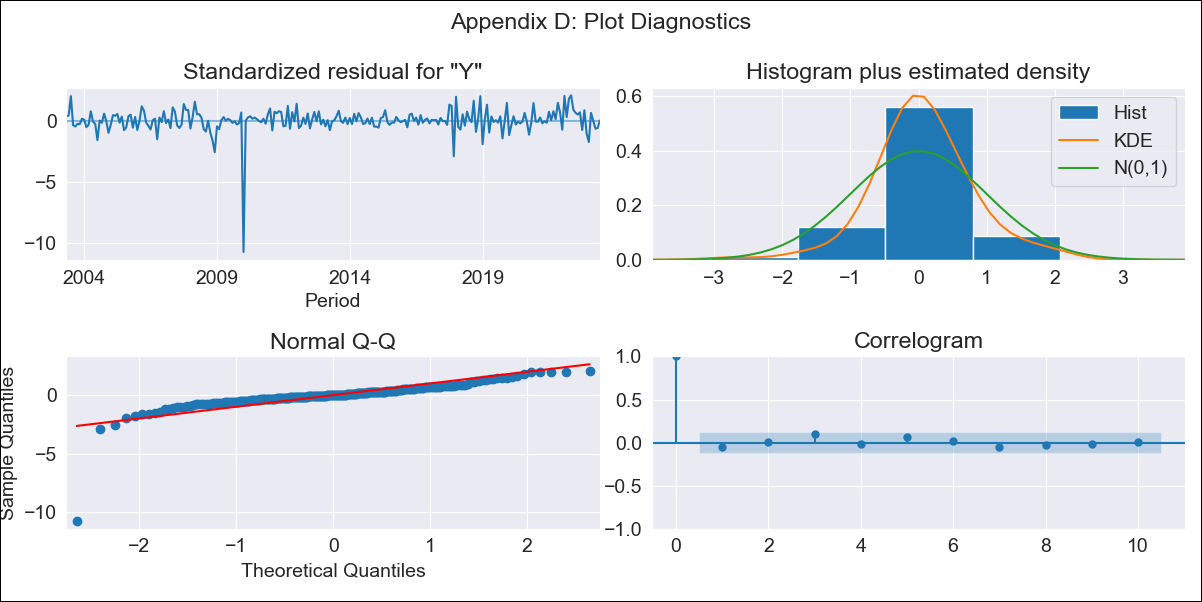 Appendix D: Plot Diagnostics
Standardized residual for "Y"
0
−5
−10
2004 2009 2014 2019
Period
Histogram plus estimated density
0.6
0.4
0.2
0.0
−3 −2 −1 0 1 2 3
Hist
KDE
N(0,1)
Normal Q-Q
Sample Quantiles
0
−5
−10
−2 −1 0 1 2
Theoretical Quantiles
Correlogram
1.0
0.5
0.0
−0.5
−1.0
0 2 4 6 8 10